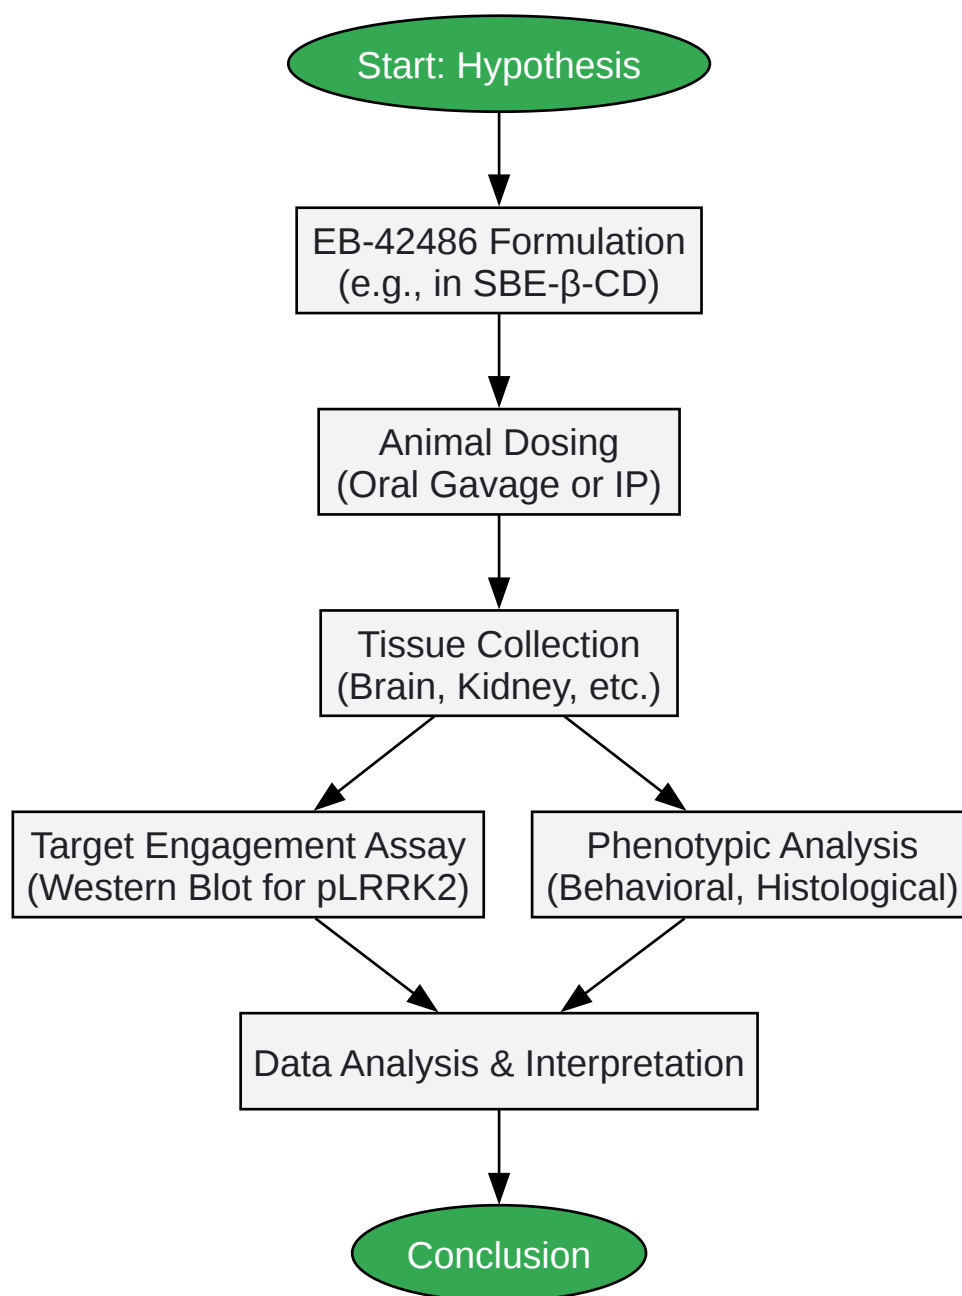 Start: Hypothesis
EB-42486 Formulation
(e.g., in SBE-β-CD)
Animal Dosing
(Oral Gavage or IP)
Tissue Collection
(Brain, Kidney, etc.)
Target Engagement Assay
(Western Blot for pLRRK2)
Phenotypic Analysis
(Behavioral, Histological)
Data Analysis & Interpretation
Conclusion